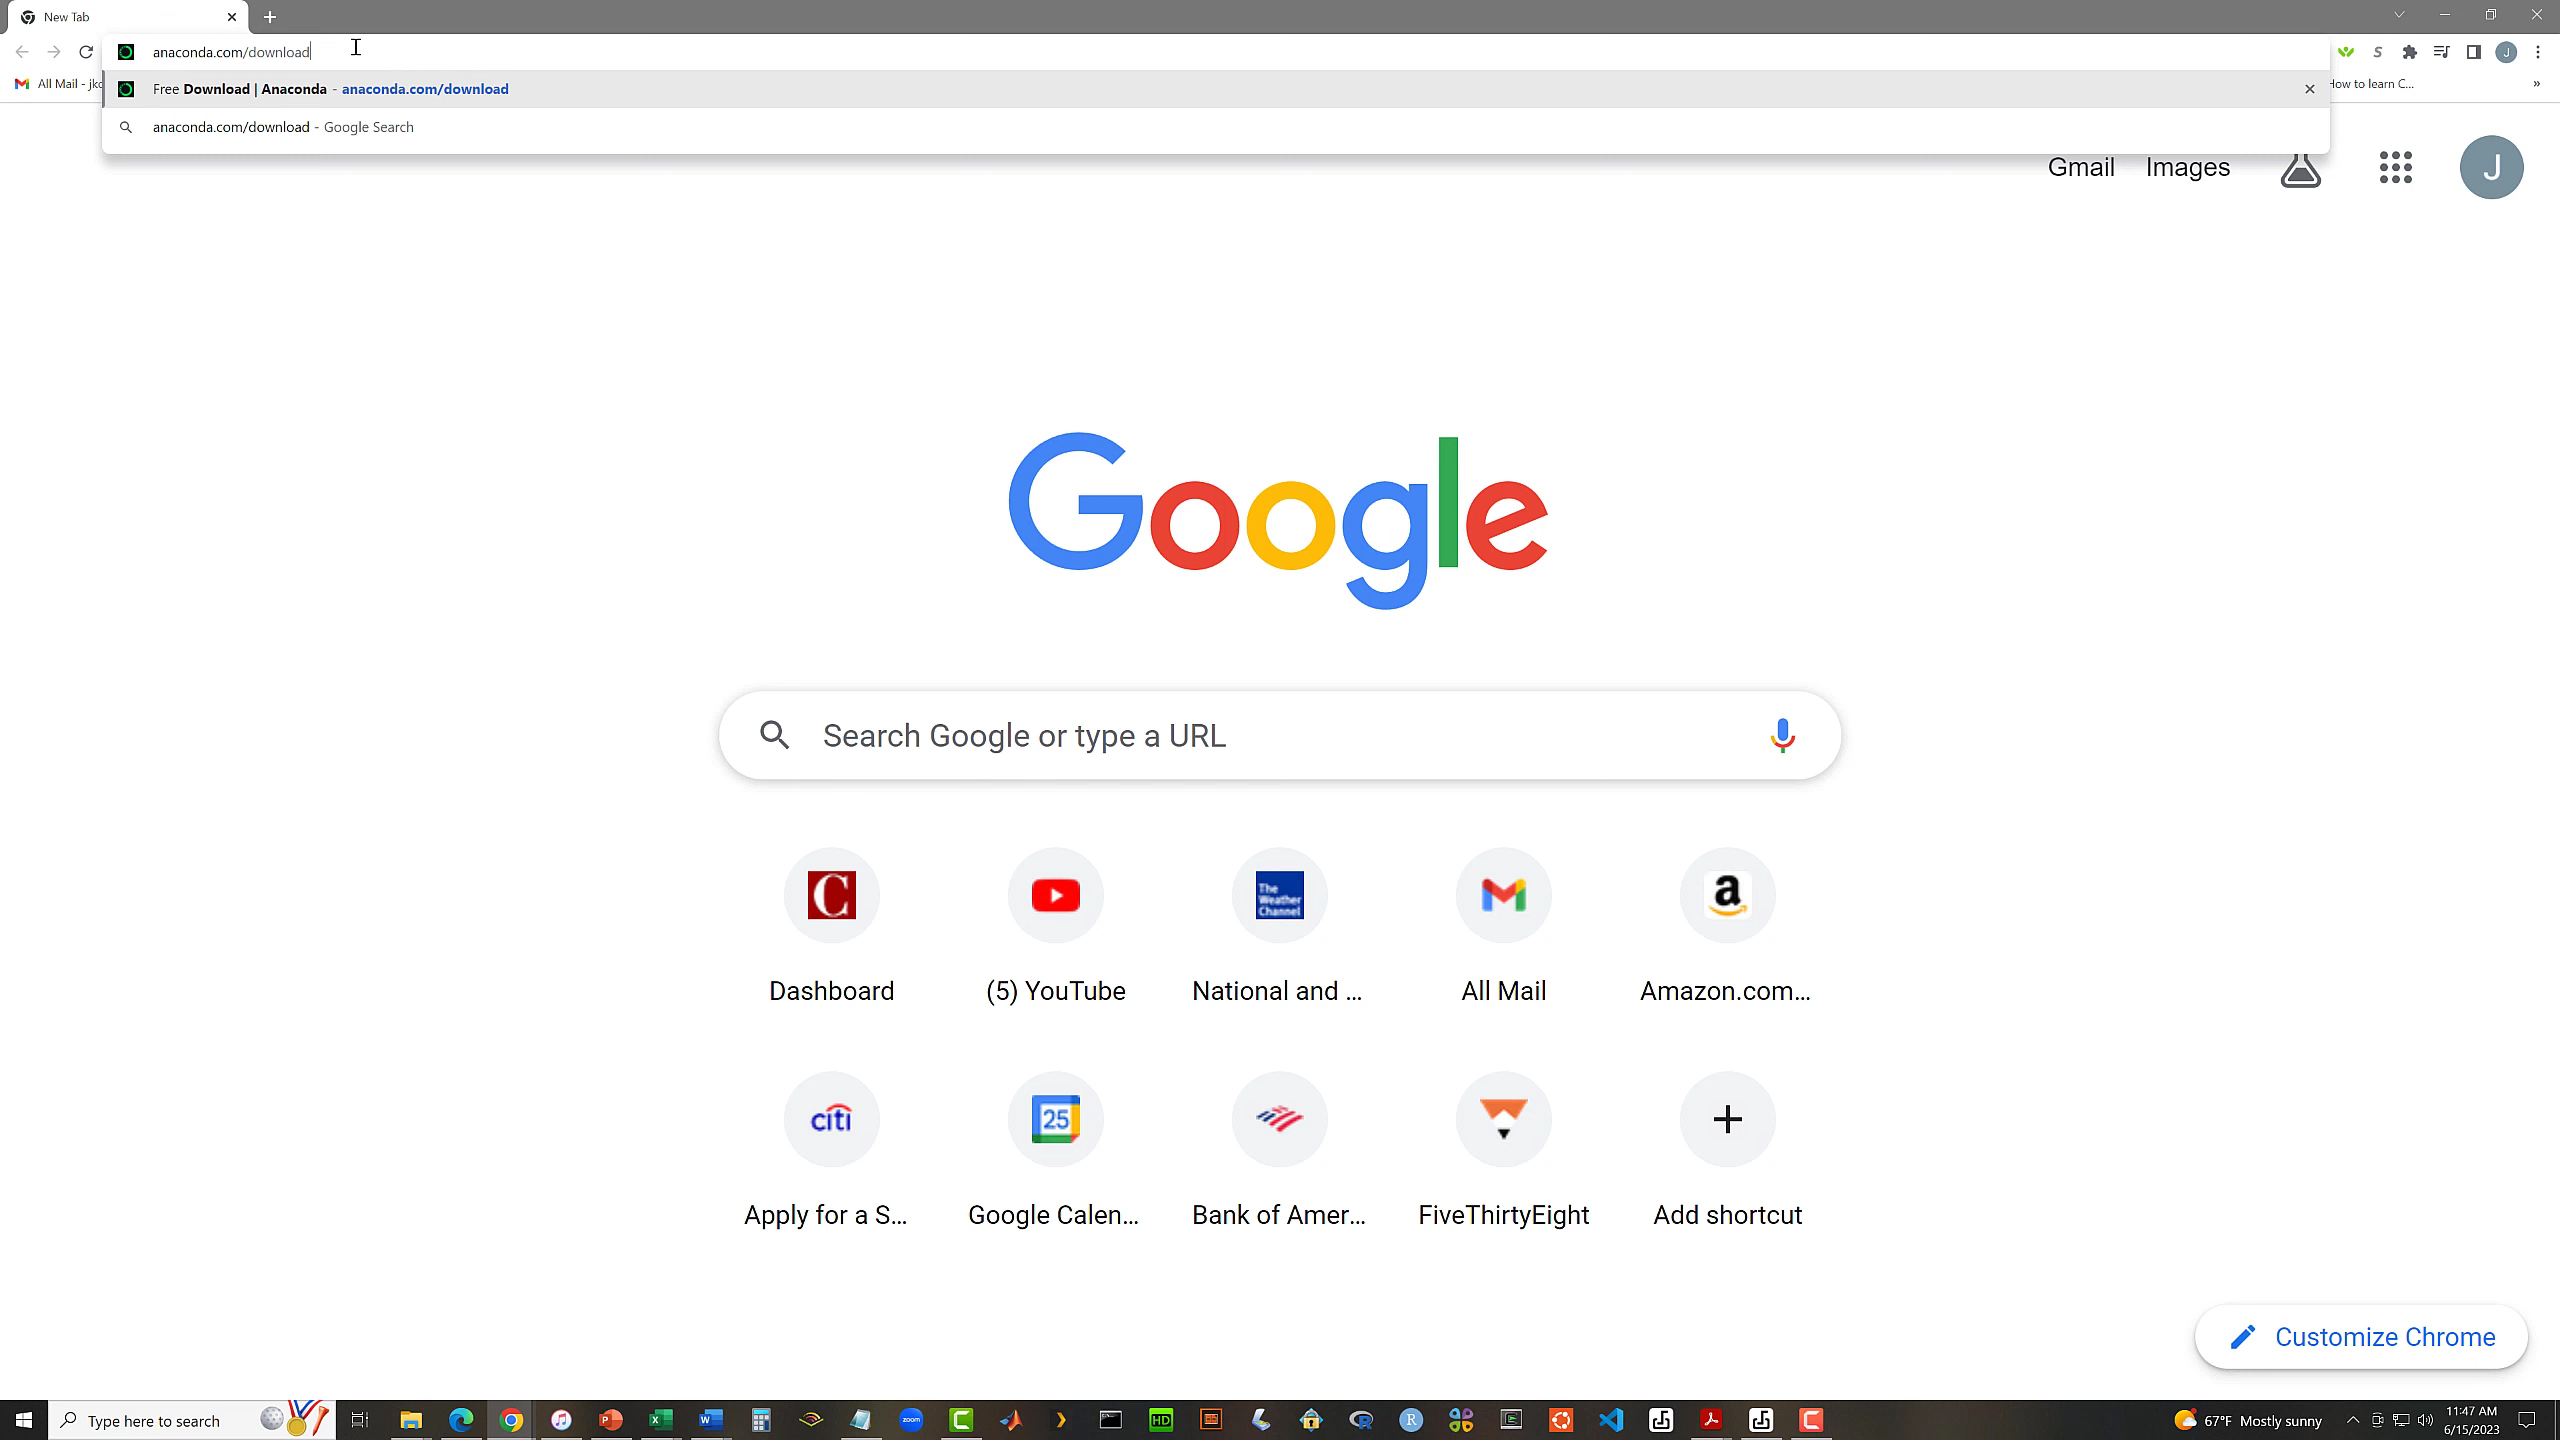 New Tab
anaconda.com/download
All Mail - jkc
Free Download | Anaconda - anaconda.com/download
How to learn C...
anaconda.com/download - Google Search
Gmail Images
J
Google
Search Google or type a URL
The Weather Channel
Dashboard
(5) YouTube
National and ...
All Mail
Amazon.com...
citi
25
Apply for a S...
Google Calen...
Bank of Amer...
FiveThirtyEight
Add shortcut
Customize Chrome
Type here to search
zoom
HD
67°F Mostly sunny
11:47 AM
6/15/2023